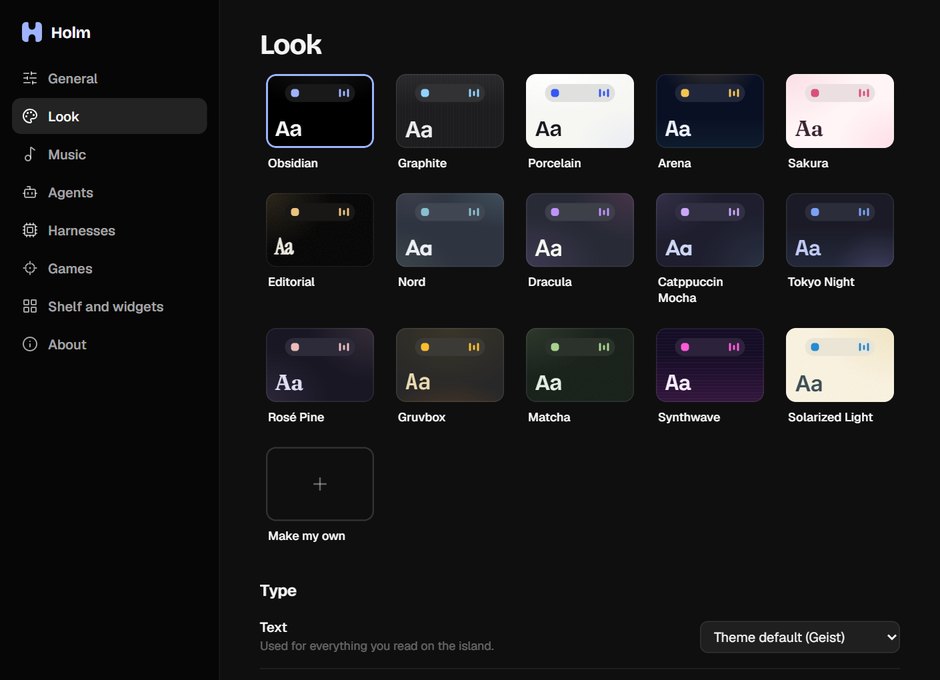 Holm
General
Look
Music
Agents
Harnesses
Games
Shelf and widgets
About
Look
Aa
Aa
Aa
Aa
Aa
Obsidian
Graphite
Porcelain
Arena
Sakura
Aa
Aa
Aa
Aa
Aa
Editorial
Nord
Dracula
Catppuccin
Mocha
Tokyo Night
Aa
Aa
Aa
Aa
Aa
Rosé Pine
Gruvbox
Matcha
Synthwave
Solarized Light
Make my own
Type
Text
Used for everything you read on the island.
Theme default (Geist)